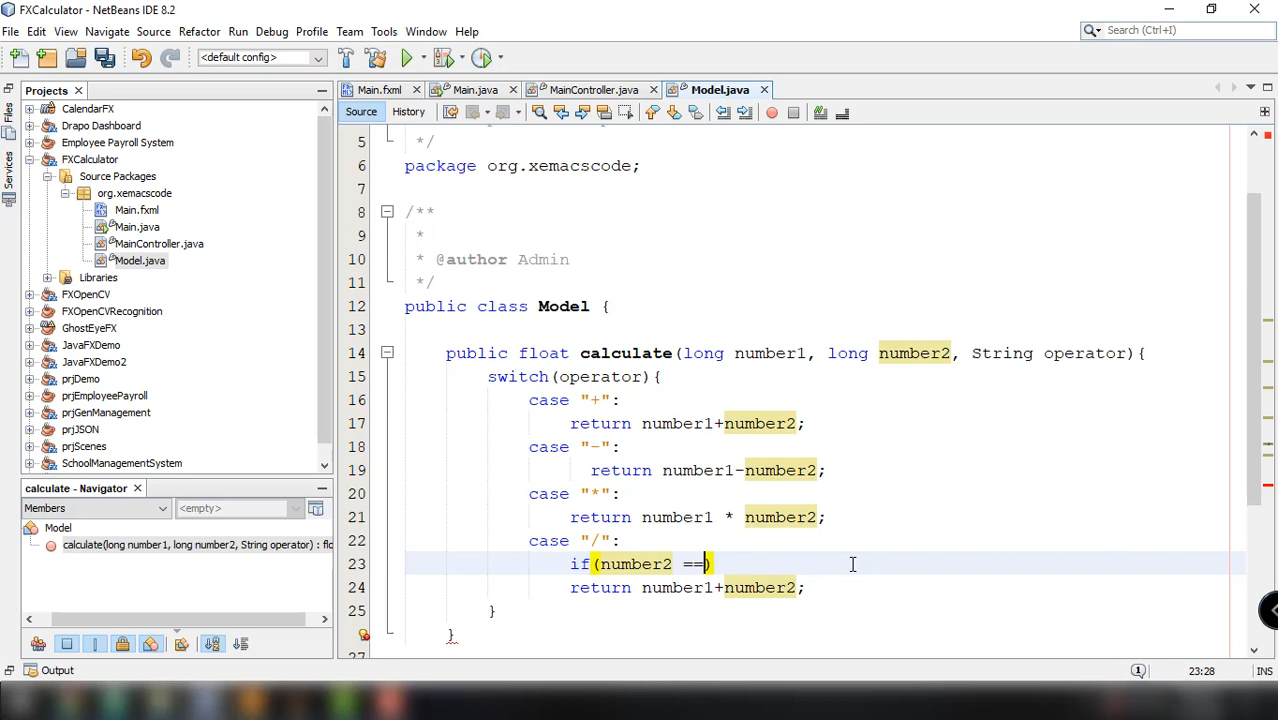 FXCalculator - NetBeans IDE 8.2
File Edit View Navigate Source Refactor Run Debug Profile Team Tools Window Help
Search (Ctrl+I)
<default config>
Projects
Main.fxml Main.java MainController.java Model.java
Source History
Files
Services
CalendarFX
Drapo Dashboard
Employee Payroll System
FXCalculator
Source Packages
org.xemacscode
Main.fxml
Main.java
MainController.java
Model.java
Libraries
FXOpenCV
FXOpenCVRecognition
GhostEyeFX
JavaFXDemo
JavaFXDemo2
prjDemo
prjEmployeePayroll
prjGenManagement
prjJSON
prjScenes
SchoolManagementSystem
calculate - Navigator
Members <empty>
Model
calculate(long number1, long number2, String operator) : flo
5 */
6 package org.xemacscode;
7
8 /**
9 *
10 * @author Admin
11 */
12 public class Model {
13
14 public float calculate(long number1, long number2, String operator){
15 switch(operator){
16 case "+":
17 return number1+number2;
18 case "-":
19 return number1-number2;
20 case "*":
21 return number1 * number2;
22 case "/":
23 if(number2 ==)
24 return number1+number2;
25 }
}
27
Output
1
23:28
INS